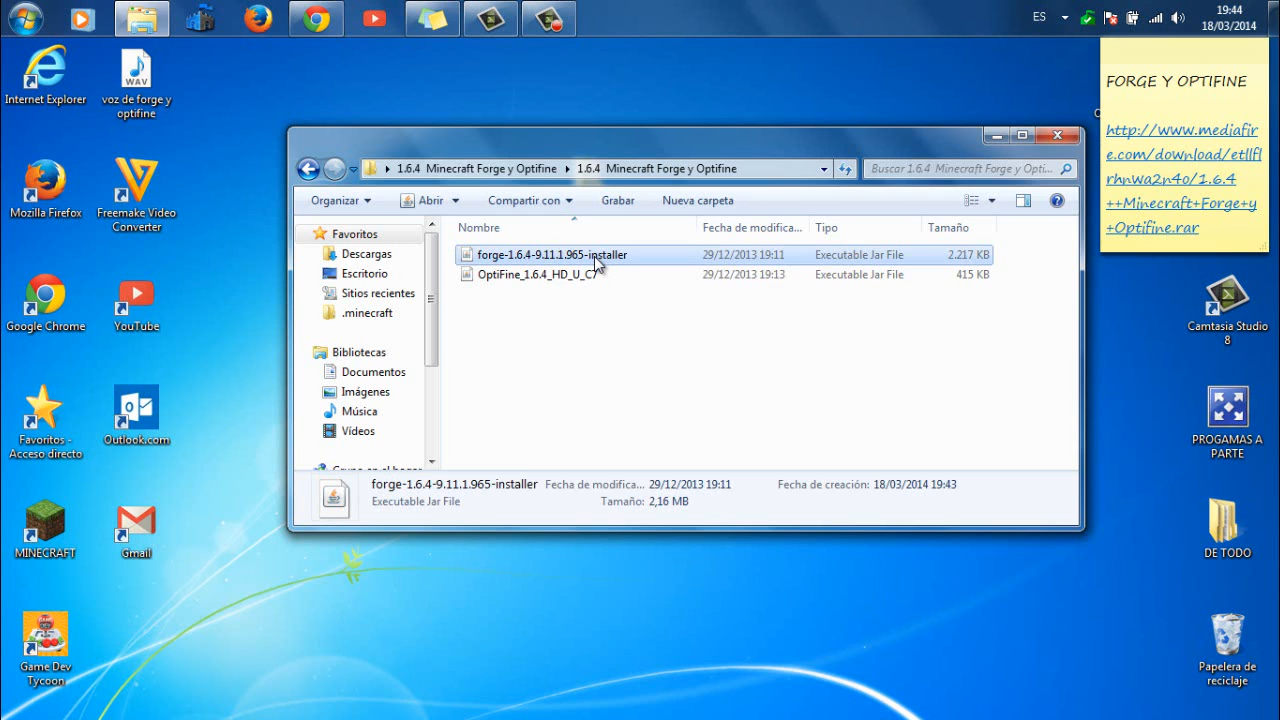 ES
19:44
18/03/2014
Internet Explorer
WAV
voz de forge y
optifine
Mozilla Firefox
Freemake Video
Converter
Google Chrome
YouTube
Favoritos -
Acceso directo
Outlook.com
MINECRAFT
Gmail
Game Dev
Tycoon
1.6.4 Minecraft Forge y Optifine
1.6.4 Minecraft Forge y Optifine
Buscar 1.6.4 Minecraft Forge y Opti...
Organizar
Abrir
Compartir con
Grabar
Nueva carpeta
Favoritos
Descargas
Escritorio
Sitios recientes
.minecraft
Bibliotecas
Documentos
Imágenes
Música
Vídeos
Grupo en el hogar
Nombre
Fecha de modifica...
Tipo
Tamaño
forge-1.6.4-9.11.1.965-installer
29/12/2013 19:11
Executable Jar File
2.217 KB
OptiFine_1.6.4_HD_U_C7
29/12/2013 19:13
Executable Jar File
415 KB
forge-1.6.4-9.11.1.965-installer
Fecha de modifica... 29/12/2013 19:11
Fecha de creación: 18/03/2014 19:43
Executable Jar File
Tamaño: 2,16 MB
FORGE Y OPTIFINE
http://www.mediafir
e.com/download/etllfl
rhnwa2n4o/1.6.4
++Minecraft+Forge+y
+Optifine.rar
Camtasia Studio
8
PROGAMAS A
PARTE
DE TODO
Papelera de
reciclaje